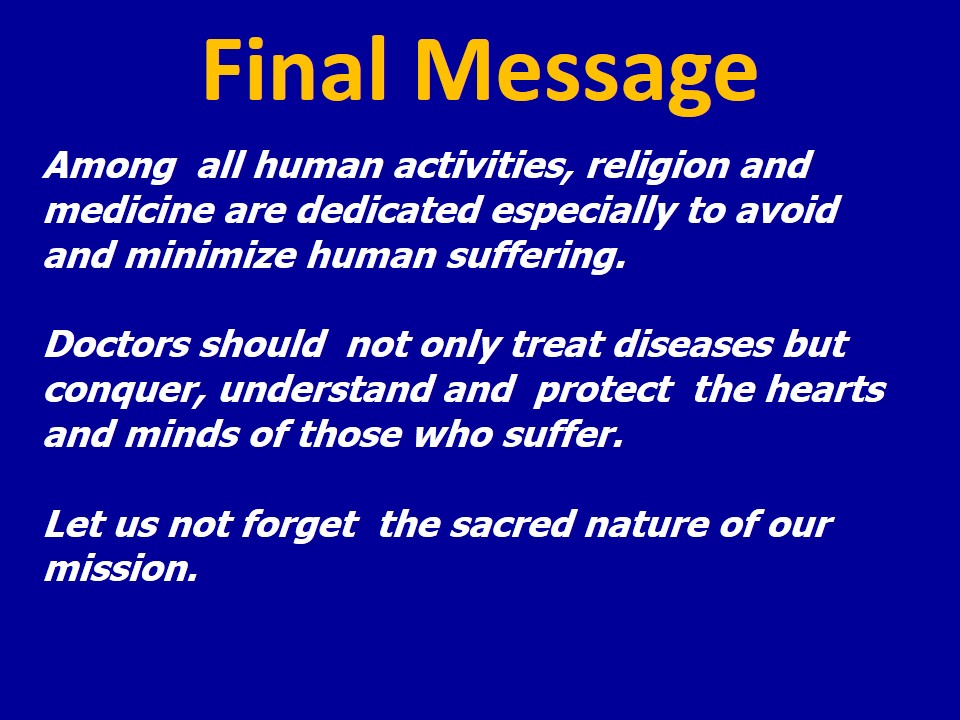 Final Message
Among all human activities, religion and
medicine are dedicated especially to avoid
and minimize human suffering.
Doctors should not only treat diseases but
conquer, understand and protect the hearts
and minds of those who suffer.
Let us not forget the sacred nature of our
mission.